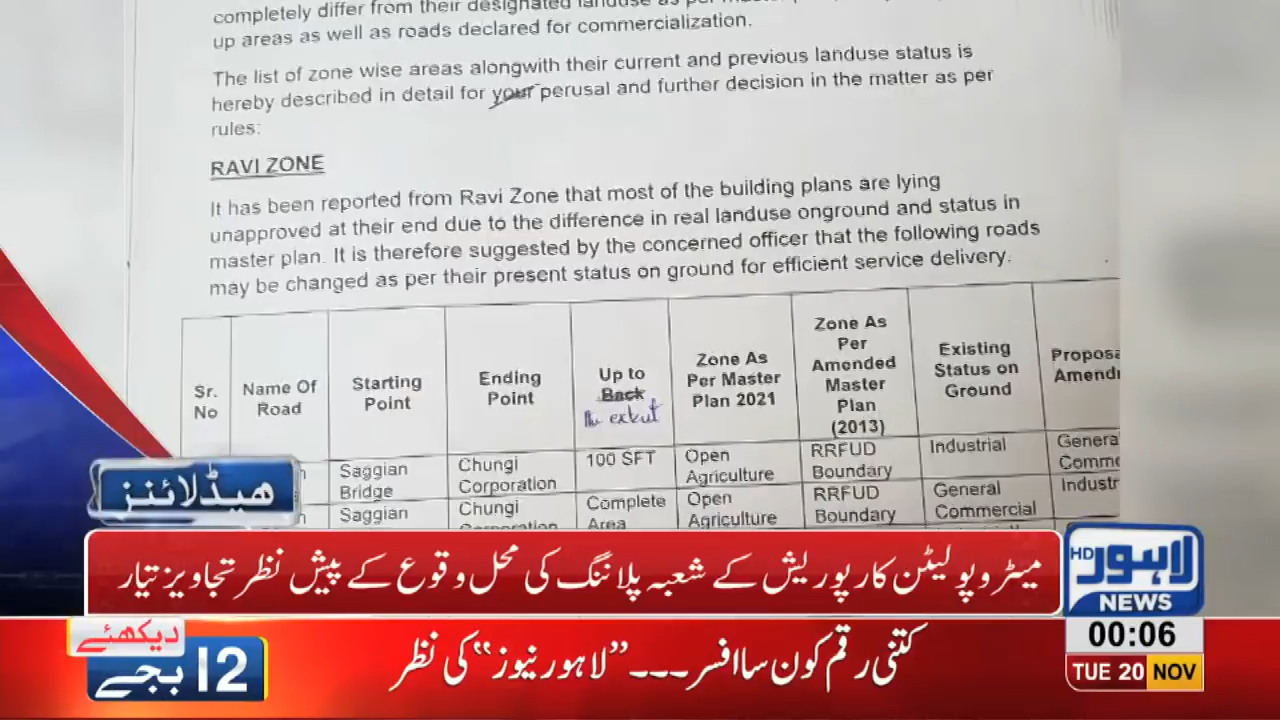 completely differ from their designated landuse as per
up areas as well as roads declared for commercialization.
The list of zone wise areas alongwith their current and previous landuse status is
hereby described in detail for your perusal and further decision in the matter as per
rules:
RAVI ZONE
It has been reported from Ravi Zone that most of the building plans are lying
unapproved at their end due to the difference in real landuse onground and status in
master plan. It is therefore suggested by the concerned officer that the following roads
may be changed as per their present status on ground for efficient service delivery.
Sr. No
Name Of Road
Starting Point
Ending Point
Up to Back the extent
Zone As Per Master Plan 2021
Zone As Per Amended Master Plan (2013)
Existing Status on Ground
Saggian Bridge
Chungi Corporation
100 SFT
Open Agriculture
RRFUD Boundary
Industrial
Saggian
Chungi Corporation
Complete Area
Open Agriculture
RRFUD Boundary
General Commercial
ہیڈلائنز
میٹروپولیٹن کارپوریش کے شعبہ پلاننگ کی محل وقوع کے پیش نظر تجاویز تیار
HD لاہور NEWS
دیکھئے
12 بجے
کتنی رقم کون سا افسر ۔۔۔ "لاہور نیوز" کی نظر
00:06
TUE 20 NOV